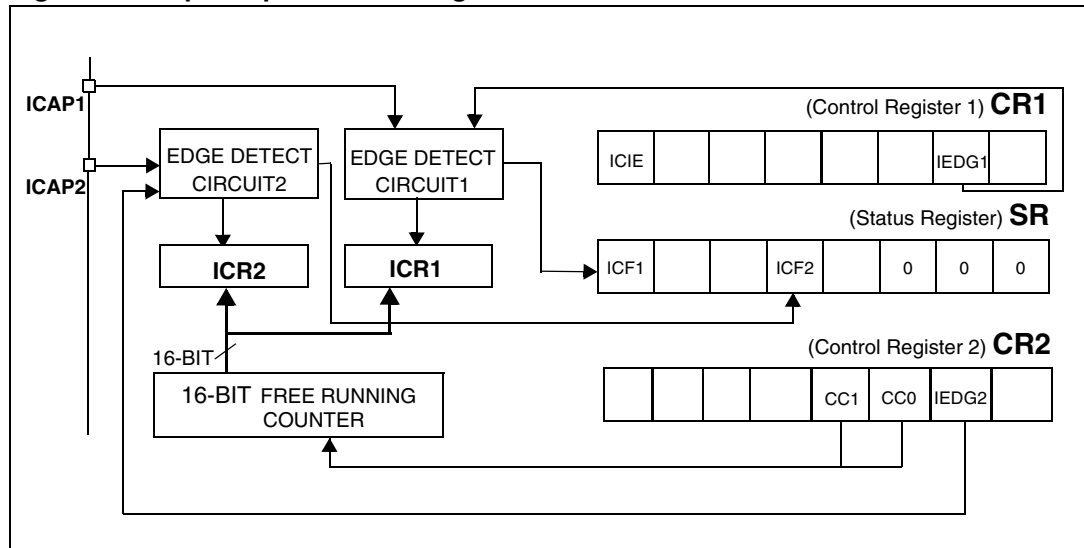 ICAP1
ICAP2
EDGE DETECT
CIRCUIT2
EDGE DETECT
CIRCUIT1
ICR2
ICR1
16-BIT
16-BIT FREE RUNNING
COUNTER
(Control Register 1) CR1
ICIE IEDG1
(Status Register) SR
ICF1 ICF2 0 0 0
(Control Register 2) CR2
CC1 CC0 IEDG2